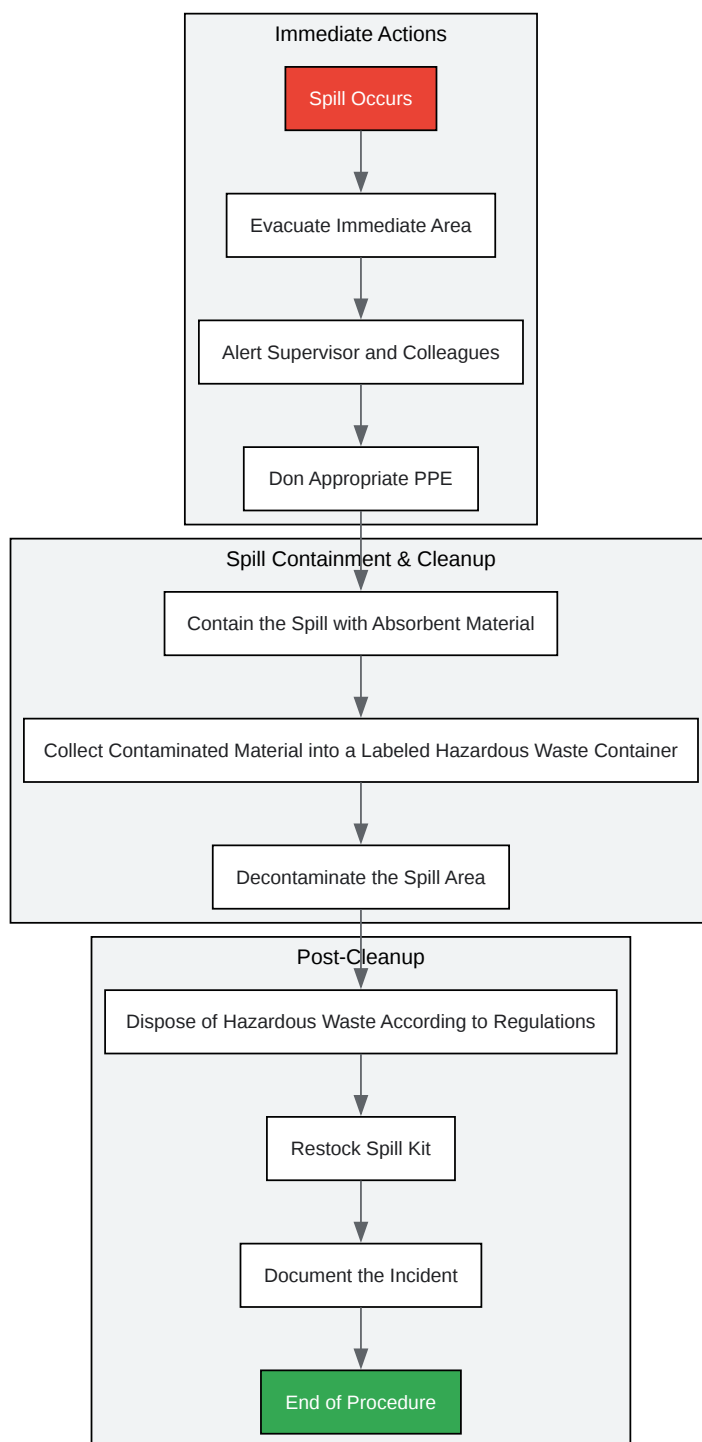 Immediate Actions
Spill Occurs
Evacuate Immediate Area
Alert Supervisor and Colleagues
Don Appropriate PPE
Spill Containment & Cleanup
Contain the Spill with Absorbent Material
Collect Contaminated Material into a Labeled Hazardous Waste Container
Decontaminate the Spill Area
Post-Cleanup
Dispose of Hazardous Waste According to Regulations
Restock Spill Kit
Document the Incident
End of Procedure